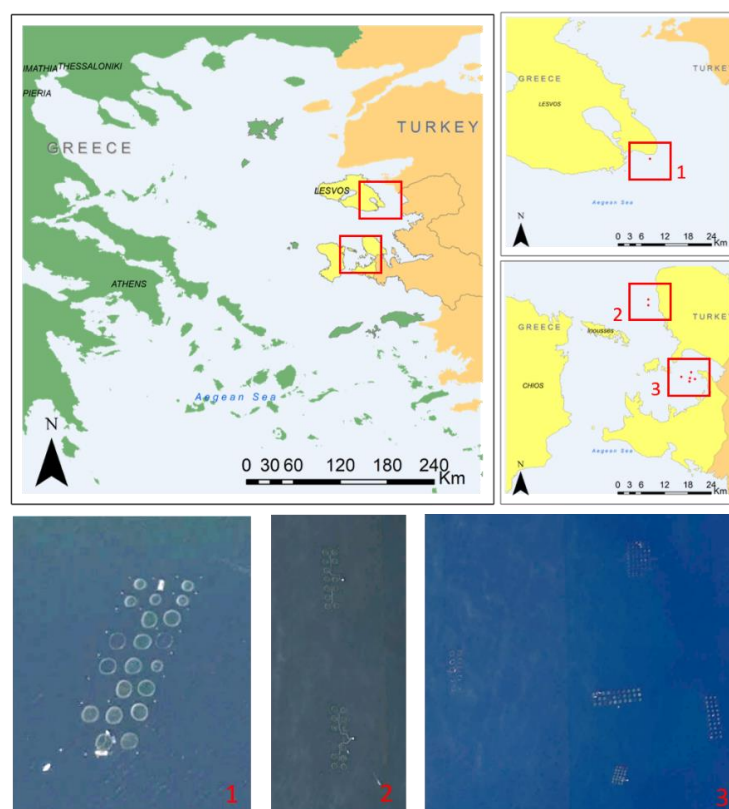 IMATHIA THESSALONIKI
PIERIA
GREECE
TURKEY
LESVOS
ATHENS
Aegean Sea
N
0 30 60 120 180 240
Km
GREECE
TURKE
LESVOS
1
Aegean Sea
N
Km
0 3 6 12 18 24
GREECE
TURKE
2
Inousses
3
CHIOS
Aegean Sea
N
Km
0 3 6 12 18 24
1
2
3